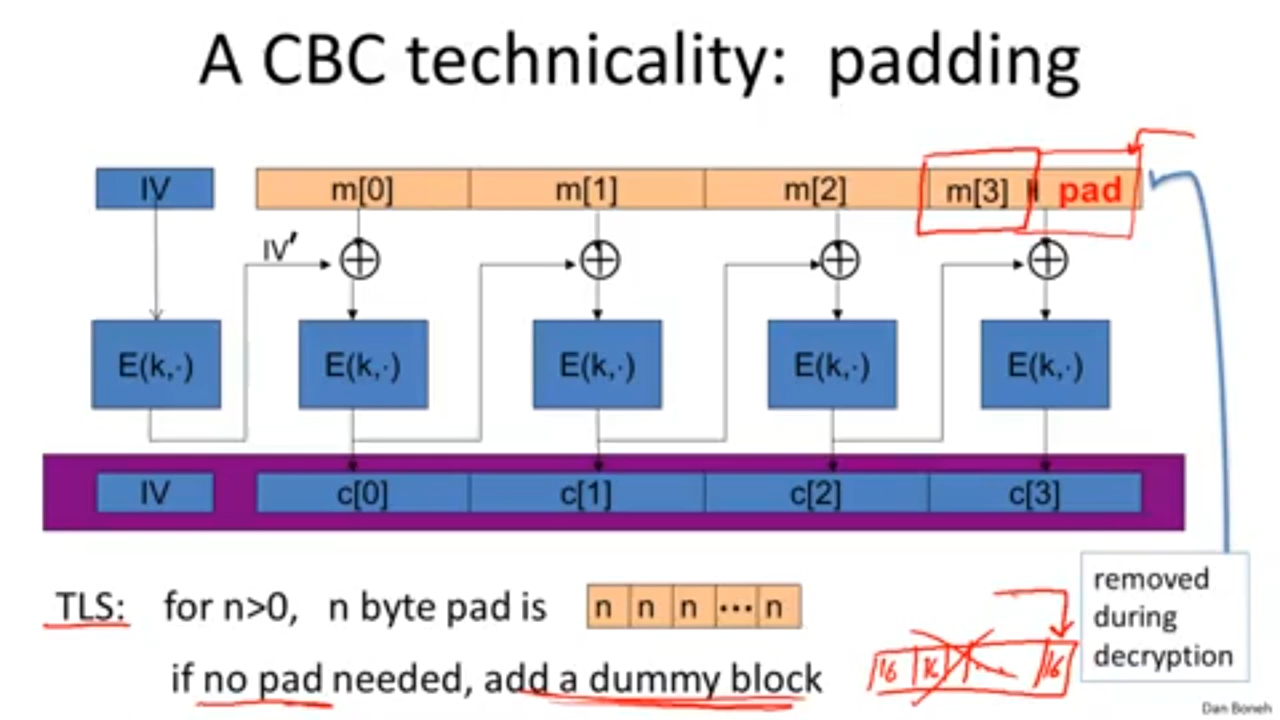 A CBC technicality: padding
IV m[0] m[1] m[2] m[3] ǁ pad
IV′
E(k,·) E(k,·) E(k,·) E(k,·) E(k,·)
IV c[0] c[1] c[2] c[3]
TLS: for n>0, n byte pad is n n n ••• n
if no pad needed, add a dummy block
16 16 ... 16
removed
during
decryption
Dan Boneh